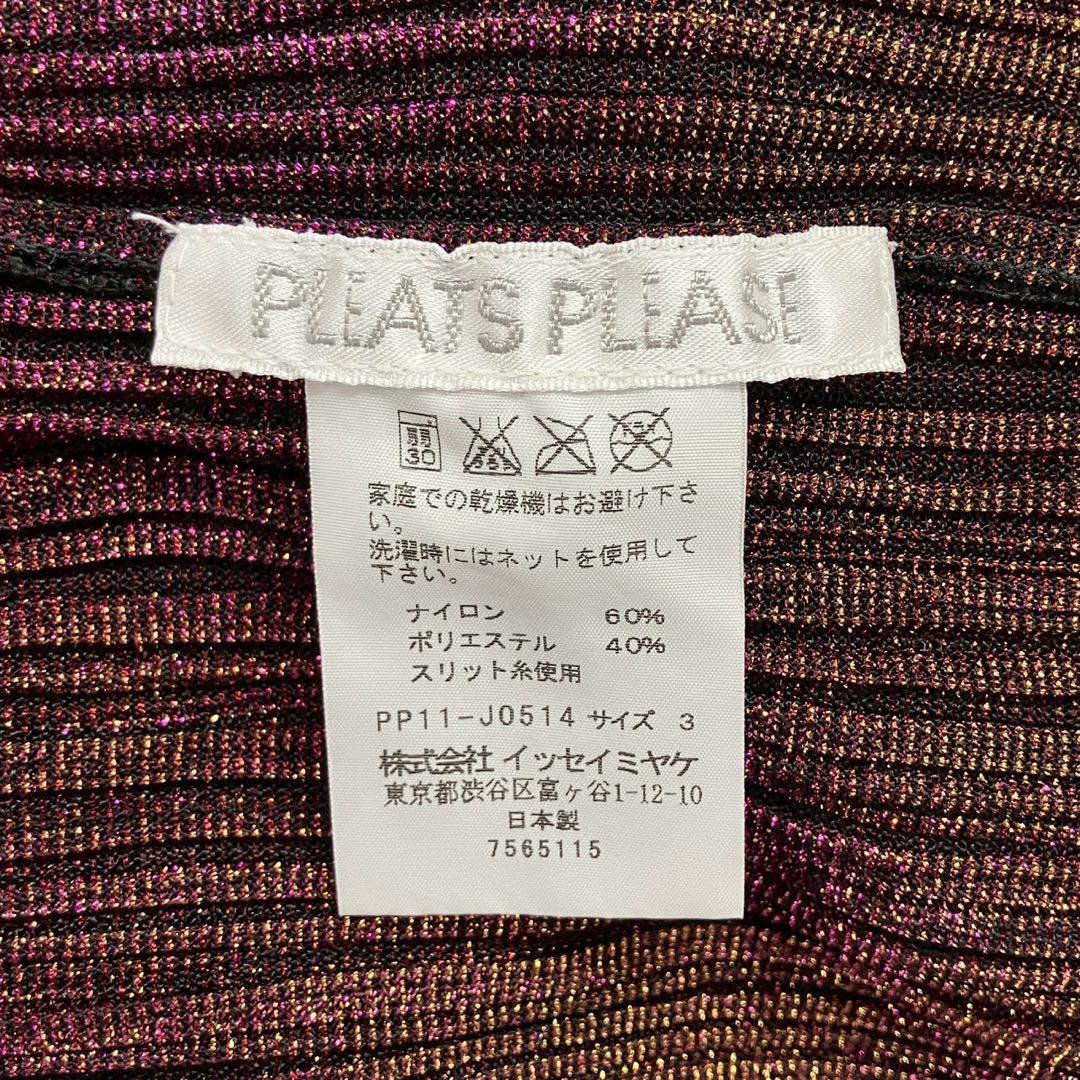 PLEATS PLEASE
弱
30
家庭での乾燥機はお避け下さ
い。
洗濯時にはネットを使用して
下さい。
ナイロン 60%
ポリエステル 40%
スリット糸使用
PP11-J0514 サイズ 3
株式会社 イッセイミヤケ
東京都渋谷区富ヶ谷1-12-10
日本製
7565115